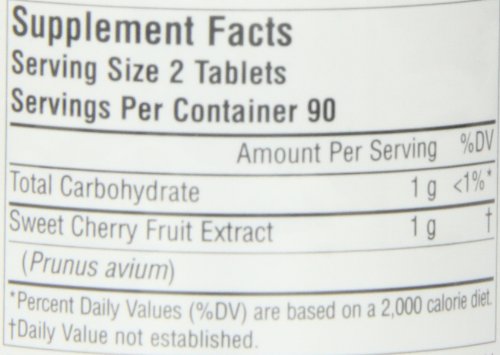 Supplement Facts
Serving Size 2 Tablets
Servings Per Container 90
Amount Per Serving %DV
Total Carbohydrate 1 g <1%*
Sweet Cherry Fruit Extract 1 g †
(Prunus avium)
*Percent Daily Values (%DV) are based on a 2,000 calorie diet.
†Daily Value not established.